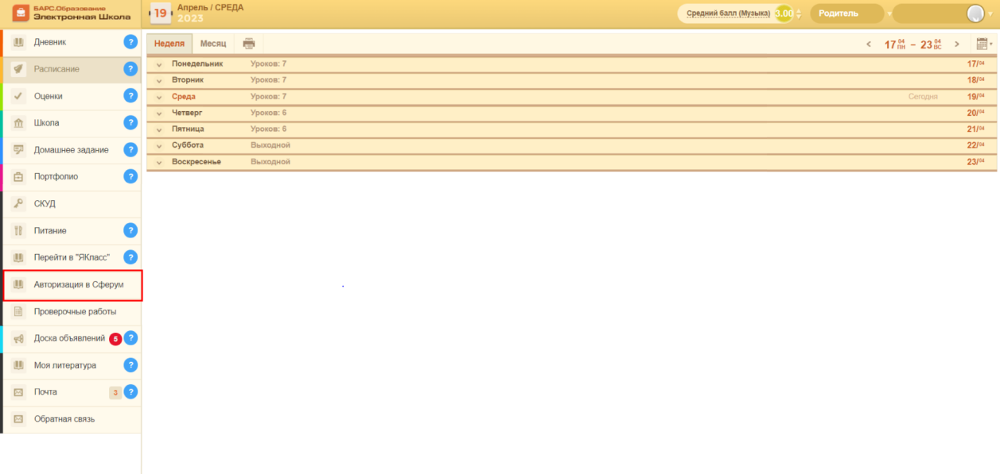 БАРС.Образование
Электронная Школа
19
Апрель / СРЕДА
2023
Средний балл (Музыка) 3.00
Родитель
Дневник ?
Расписание ?
Оценки ?
Школа ?
Домашнее задание ?
Портфолио ?
СКУД
Питание ?
Перейти в "ЯКласс" ?
Авторизация в Сферум
Проверочные работы
Доска объявлений 5 ?
Моя литература ?
Почта 3 ?
Обратная связь
Неделя Месяц < 17 04 ПН – 23 04 ВС >
Понедельник Уроков: 7 17/04
Вторник Уроков: 7 18/04
Среда Уроков: 7 Сегодня 19/04
Четверг Уроков: 6 20/04
Пятница Уроков: 6 21/04
Суббота Выходной 22/04
Воскресенье Выходной 23/04